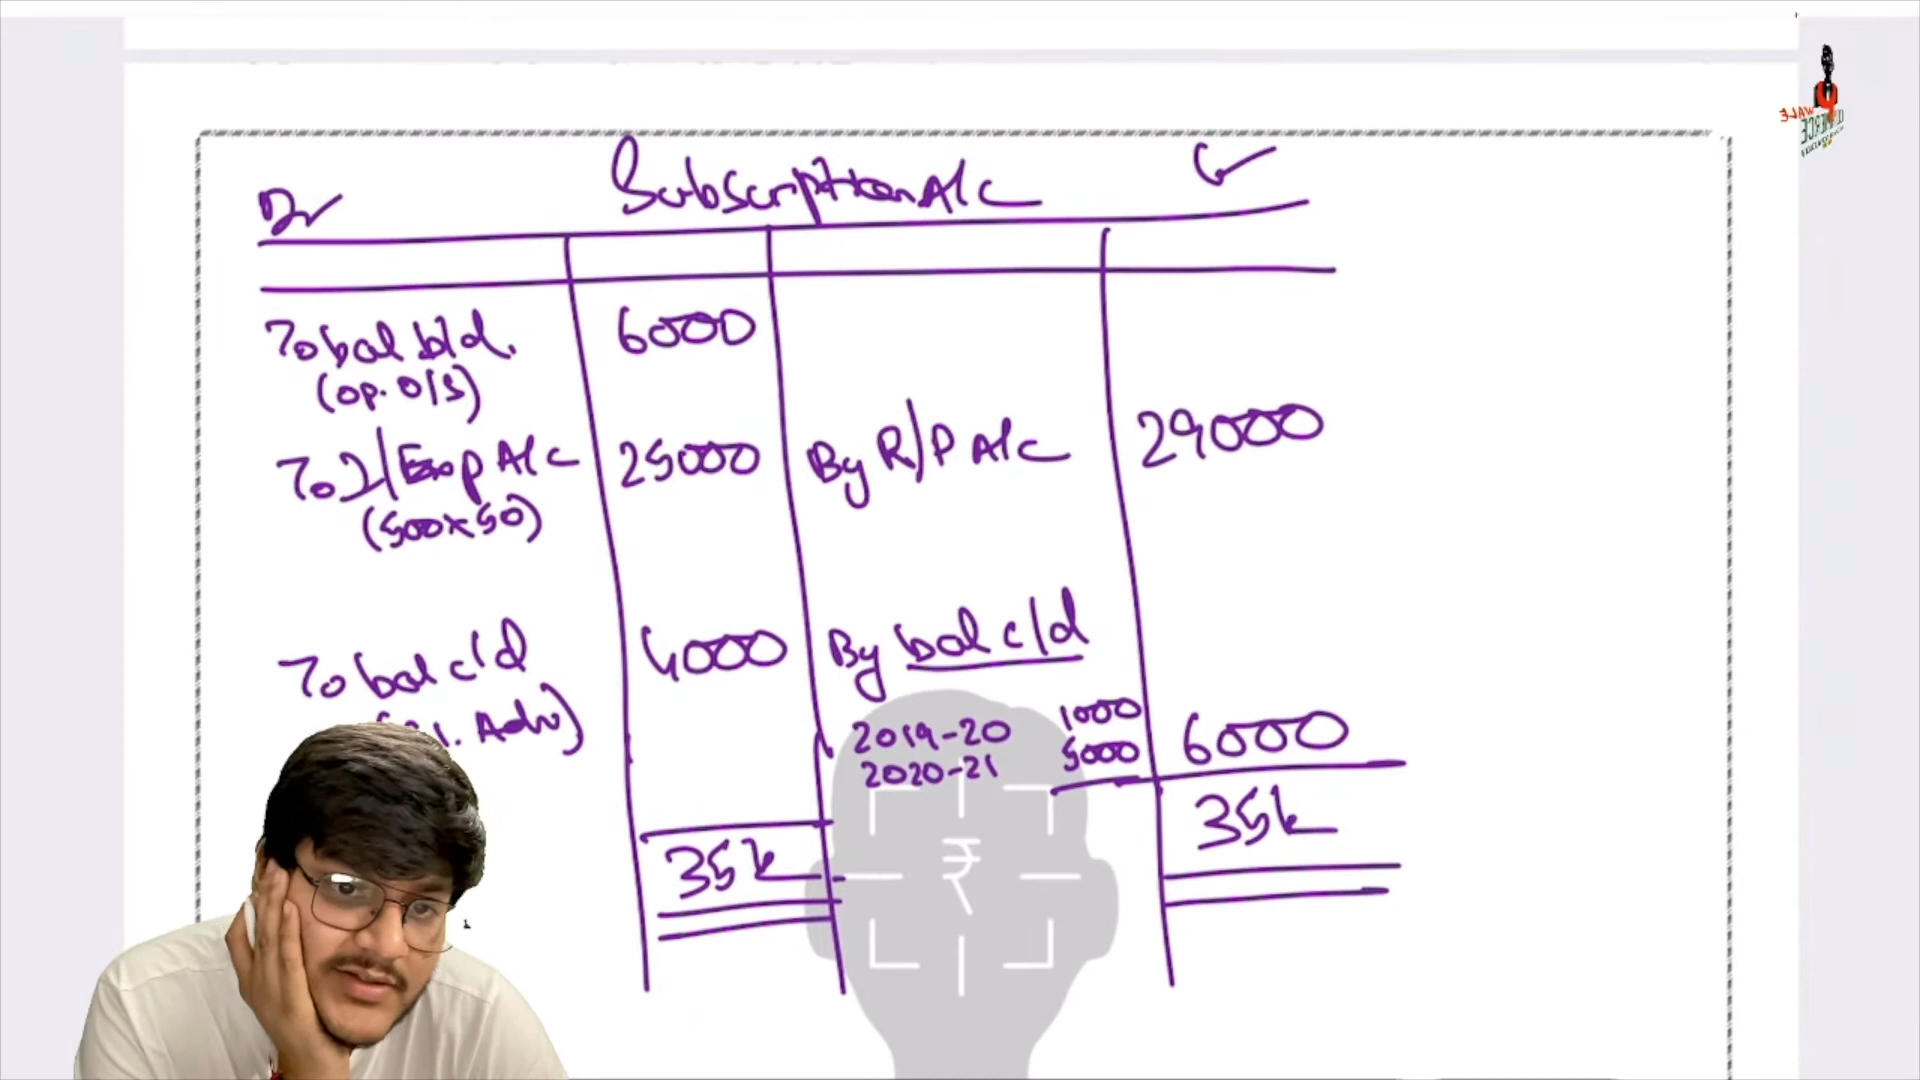 Dr Subscription A/c Cr
To bal b/d. 6000
(op. O/S)
To I/Exp A/c 25000 By R/P A/c 29000
(500x50)
To bal c/d 4000 By bal c/d
Adv)
2019-20 1000
2020-21 5000 6000
35k 35k
₹